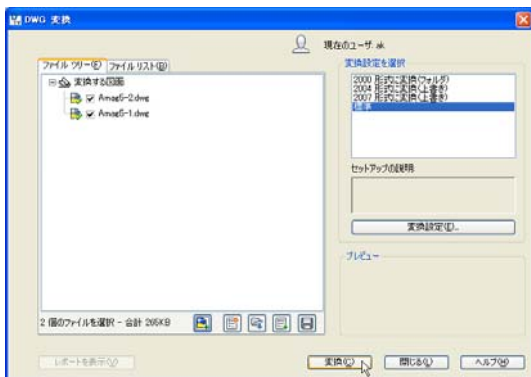 DWG 変換
現在のユーザ: ak
ファイル ツリー(E)
ファイル リスト(B)
変換する図面
Amae5-2.dwg
Amae5-1.dwg
2 個のファイルを選択 - 合計 265KB
変換設定を選択
2000 形式に変換(フォルダ)
2004 形式に変換(上書き)
2007 形式に変換(上書き)
標準
セットアップの説明
変換設定(E)...
プレビュー
レポートを表示(V)
変換(C)
閉じる(L)
ヘルプ(H)